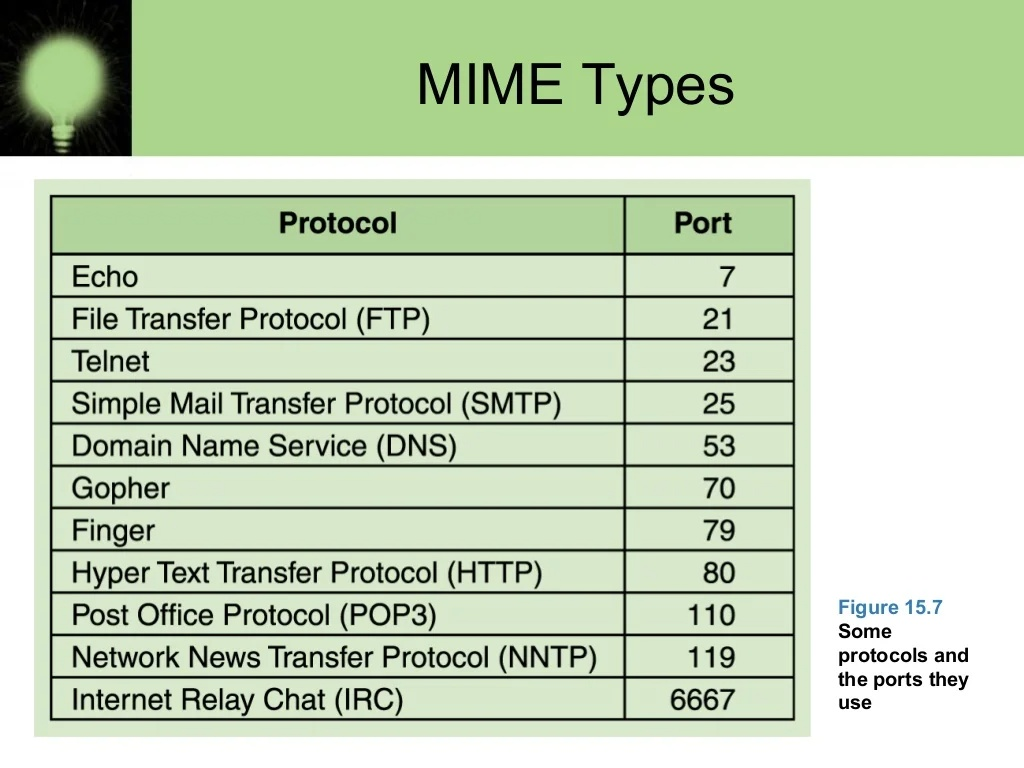 MIME Types
Protocol Port
Echo 7
File Transfer Protocol (FTP) 21
Telnet 23
Simple Mail Transfer Protocol (SMTP) 25
Domain Name Service (DNS) 53
Gopher 70
Finger 79
Hyper Text Transfer Protocol (HTTP) 80
Post Office Protocol (POP3) 110
Network News Transfer Protocol (NNTP) 119
Internet Relay Chat (IRC) 6667
Figure 15.7
Some
protocols and
the ports they
use